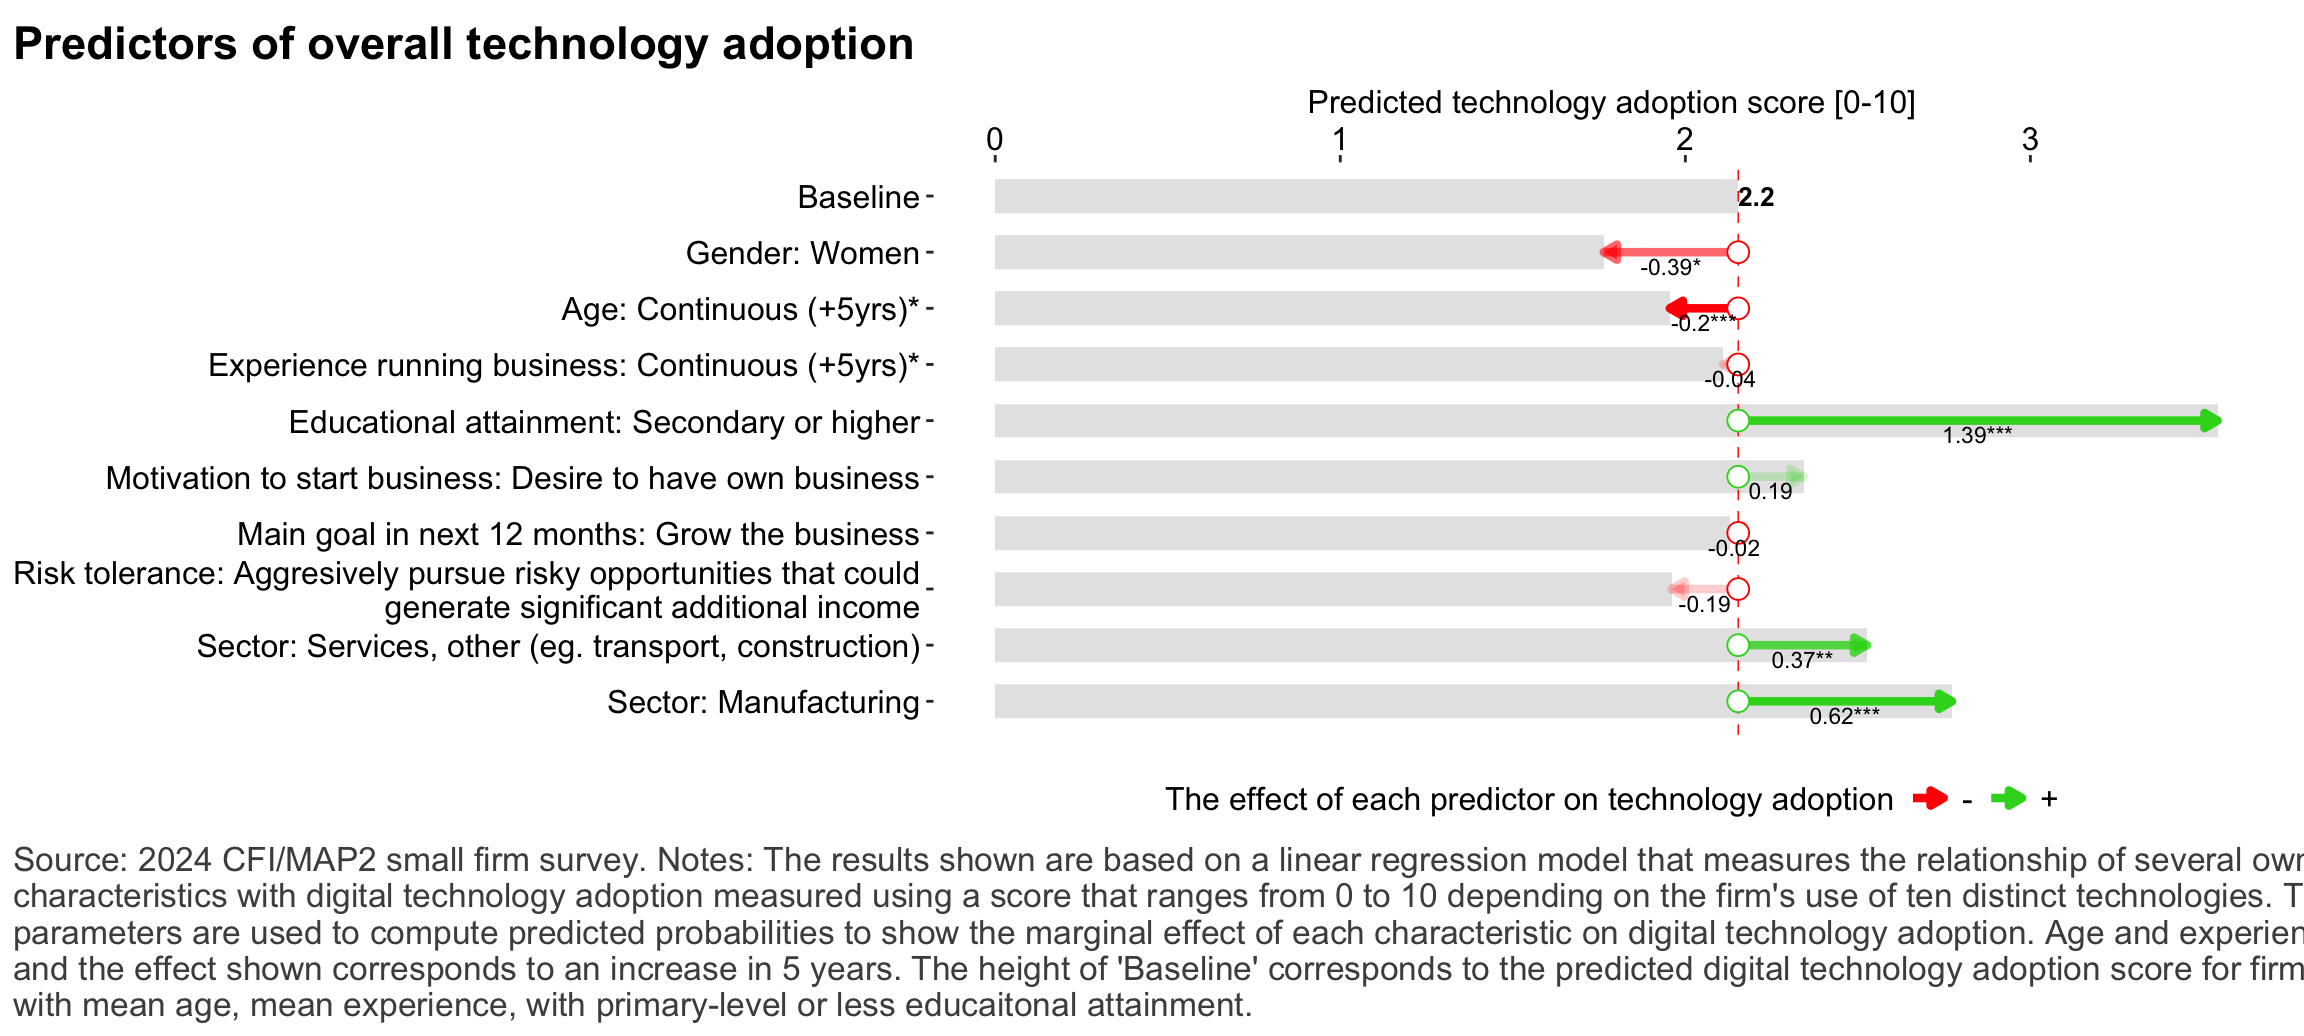 Predictors of overall technology adoption
Predicted technology adoption score [0-10]
0 1 2 3
Baseline
2.2
Gender: Women
-0.39*
Age: Continuous (+5yrs)*
-0.2***
Experience running business: Continuous (+5yrs)*
-0.04
Educational attainment: Secondary or higher
1.39***
Motivation to start business: Desire to have own business
0.19
Main goal in next 12 months: Grow the business
-0.02
Risk tolerance: Aggresively pursue risky opportunities that could
generate significant additional income
-0.19
Sector: Services, other (eg. transport, construction)
0.37**
Sector: Manufacturing
0.62***
The effect of each predictor on technology adoption - +
Source: 2024 CFI/MAP2 small firm survey. Notes: The results shown are based on a linear regression model that measures the relationship of several own
characteristics with digital technology adoption measured using a score that ranges from 0 to 10 depending on the firm's use of ten distinct technologies. T
parameters are used to compute predicted probabilities to show the marginal effect of each characteristic on digital technology adoption. Age and experien
and the effect shown corresponds to an increase in 5 years. The height of 'Baseline' corresponds to the predicted digital technology adoption score for firm
with mean age, mean experience, with primary-level or less educaitonal attainment.